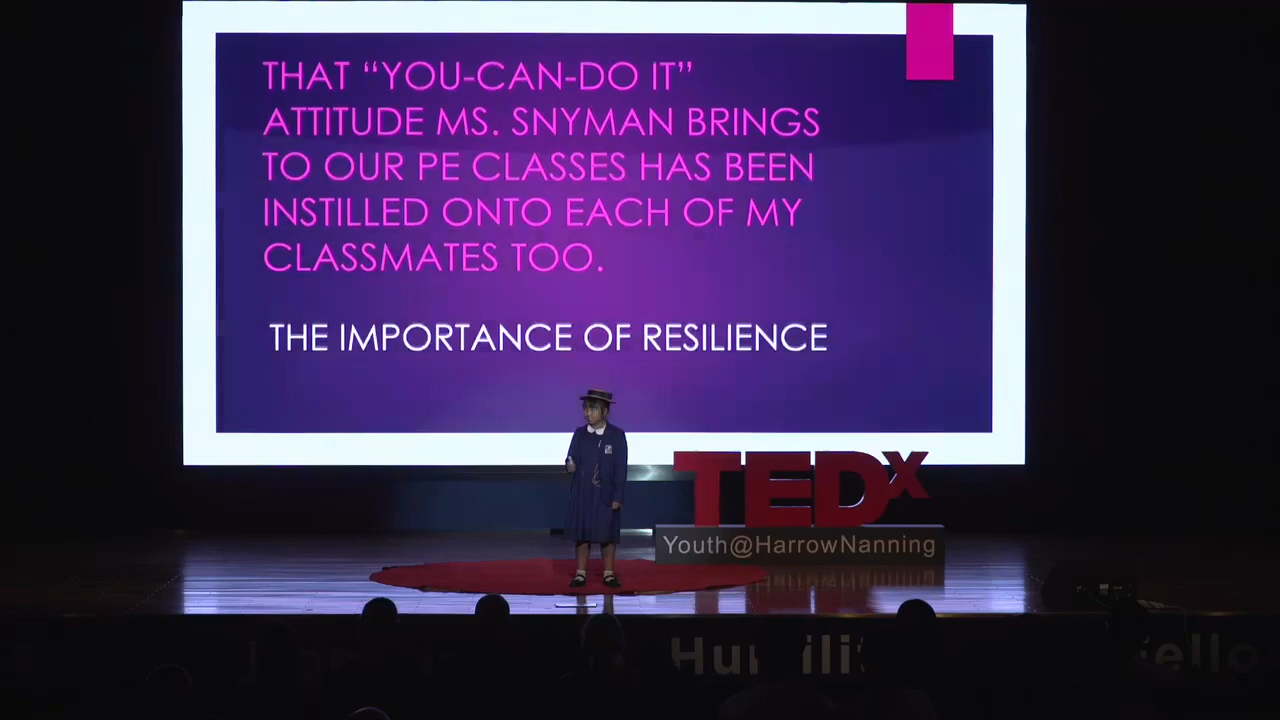 THAT “YOU-CAN-DO IT”
ATTITUDE MS. SNYMAN BRINGS
TO OUR PE CLASSES HAS BEEN
INSTILLED ONTO EACH OF MY
CLASSMATES TOO.
THE IMPORTANCE OF RESILIENCE
TEDx
Youth@HarrowNanning